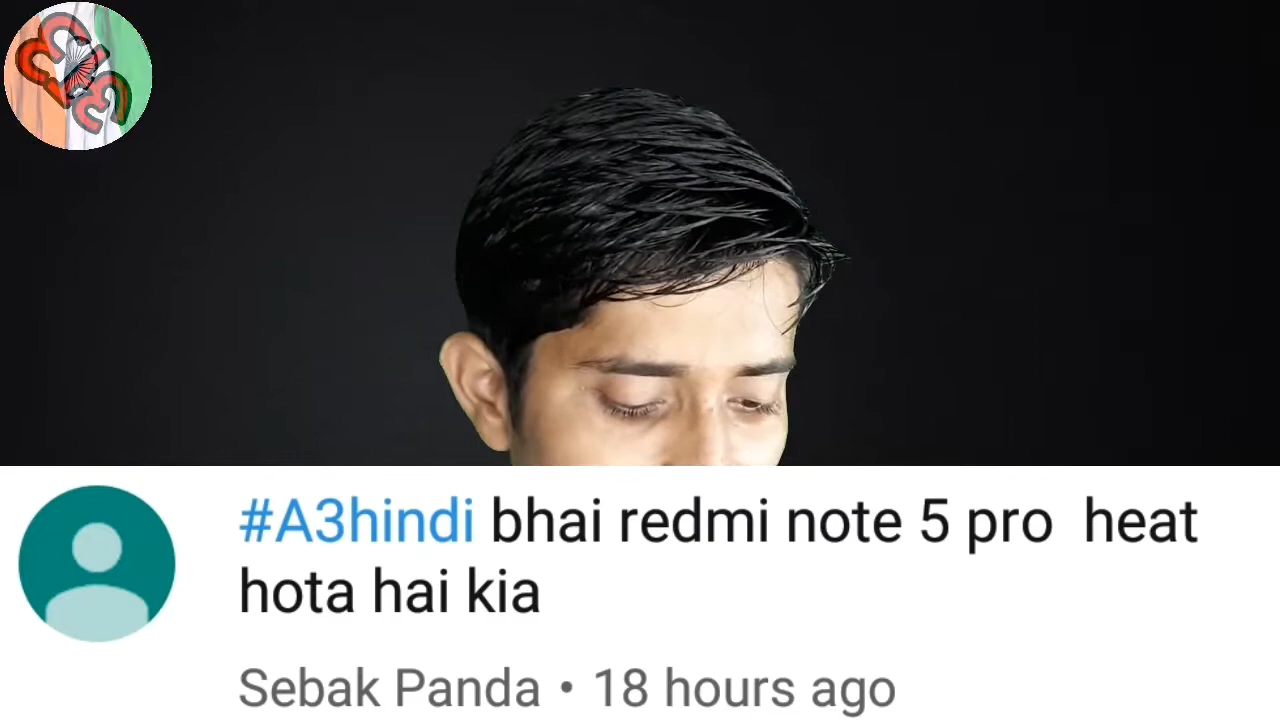 #A3hindi bhai redmi note 5 pro heat
hota hai kia
Sebak Panda • 18 hours ago